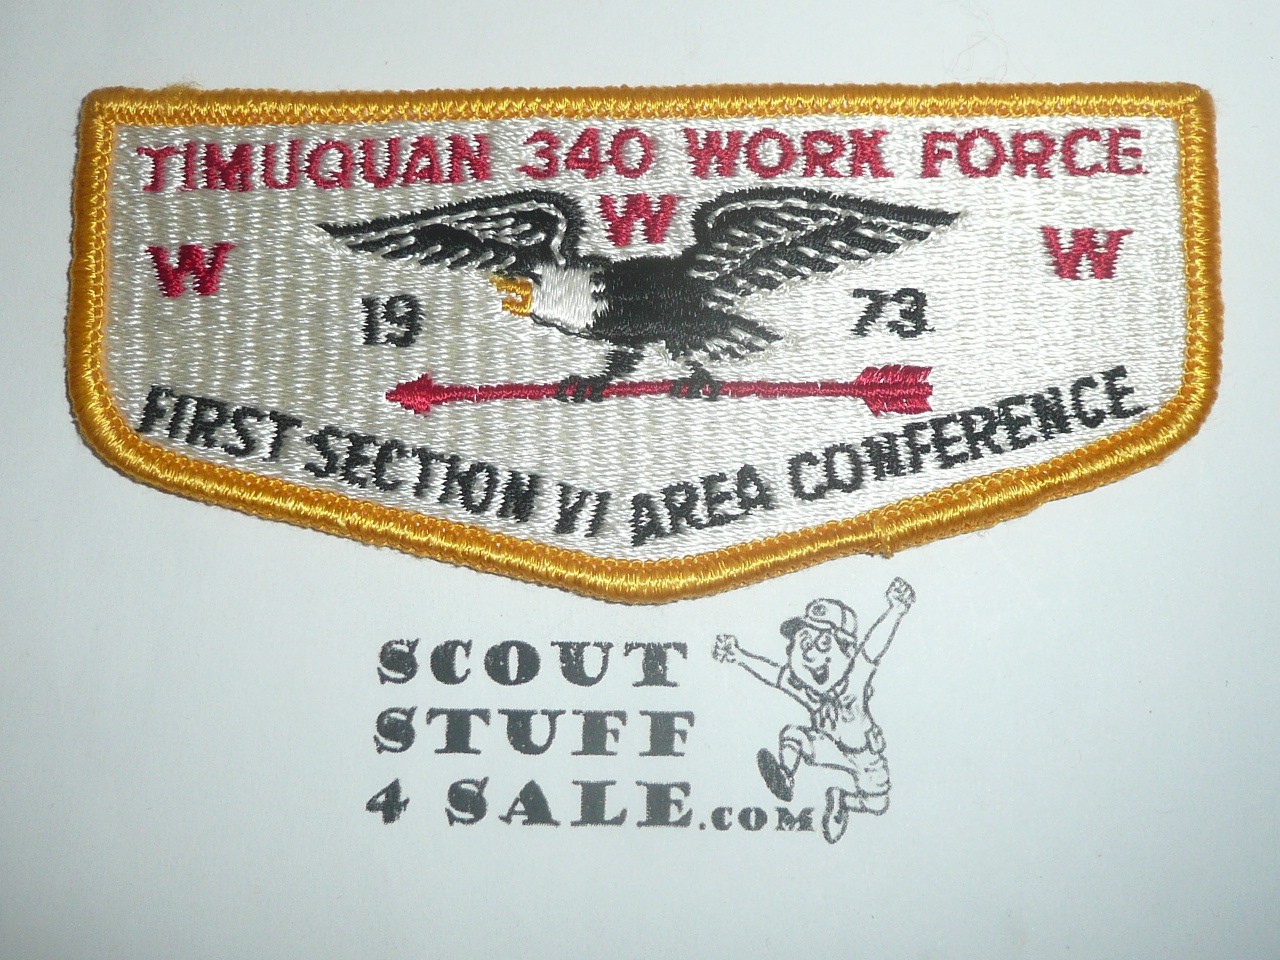 TIMUQUAN 340 WORK FORCE
W
W W
19 73
FIRST SECTION VI AREA CONFERENCE
SCOUT
STUFF
4 SALE.COM